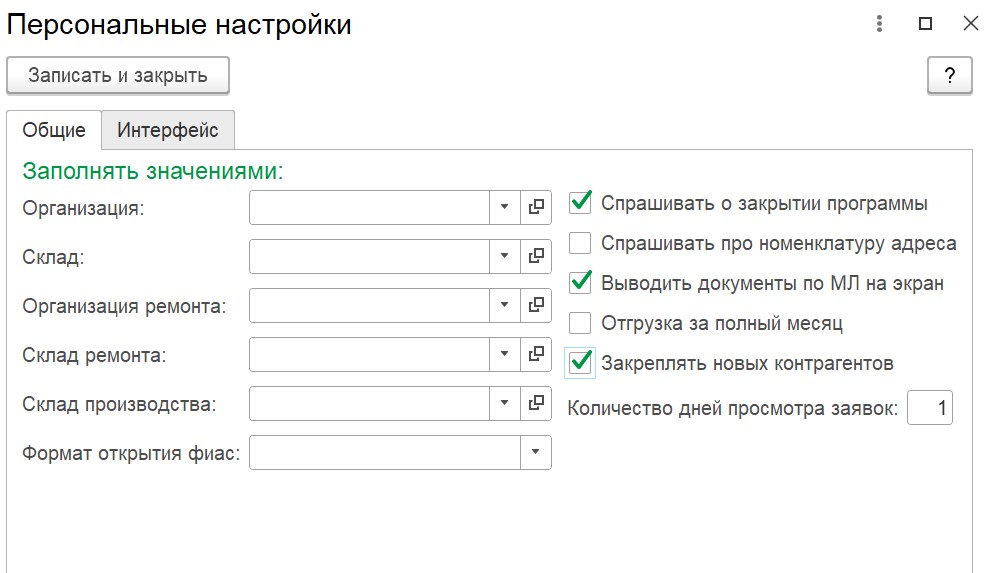 Персональные настройки
Записать и закрыть
?
Общие
Интерфейс
Заполнять значениями:
Организация:
Склад:
Организация ремонта:
Склад ремонта:
Склад производства:
Формат открытия фиас:
Спрашивать о закрытии программы
Спрашивать про номенклатуру адреса
Выводить документы по МЛ на экран
Отгрузка за полный месяц
Закреплять новых контрагентов
Количество дней просмотра заявок: 1